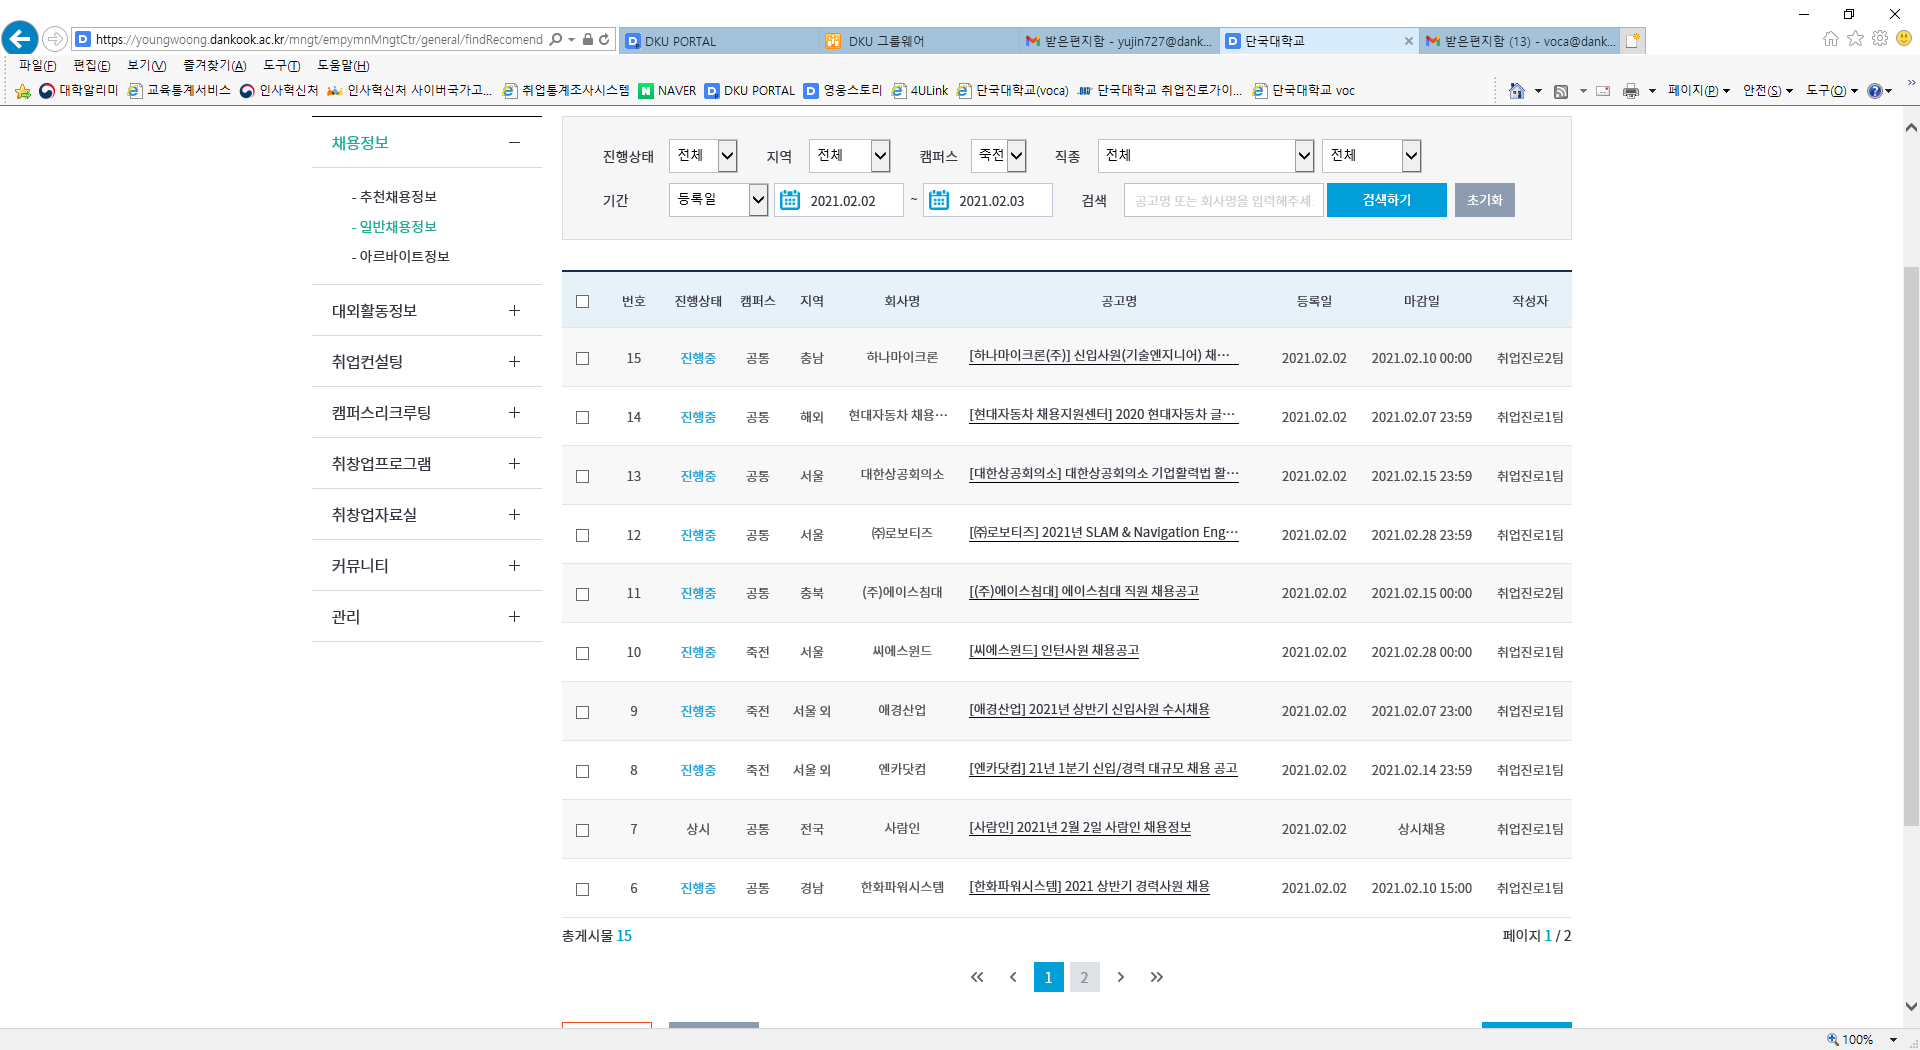 https://youngwoong.dankook.ac.kr/mngt/empymnMngtCtr/general/findRecomend
DKU PORTAL
DKU 그룹웨어
받은편지함 - yujin727@dank...
단국대학교
받은편지함 (13) - voca@dank...
파일(F) 편집(E) 보기(V) 즐겨찾기(A) 도구(T) 도움말(H)
대학알리미 교육통계서비스 인사혁신처 인사혁신처 사이버국가고... 취업통계조사시스템 NAVER DKU PORTAL 영웅스토리 4ULink 단국대학교(voca) 단국대학교 취업진로가이... 단국대학교 voc 페이지(P) 안전(S) 도구(O)
채용정보
- 추천채용정보
- 일반채용정보
- 아르바이트정보
대외활동정보
취업컨설팅
캠퍼스리크루팅
취창업프로그램
취창업자료실
커뮤니티
관리
진행상태 전체 지역 전체 캠퍼스 죽전 직종 전체 전체
기간 등록일 2021.02.02 ~ 2021.02.03 검색 공고명 또는 회사명을 입력해주세. 검색하기 초기화
번호 진행상태 캠퍼스 지역 회사명 공고명 등록일 마감일 작성자
15 진행중 공통 충남 하나마이크론 [하나마이크론(주)] 신입사원(기술엔지니어) 채… 2021.02.02 2021.02.10 00:00 취업진로2팀
14 진행중 공통 해외 현대자동차 채용… [현대자동차 채용지원센터] 2020 현대자동차 글… 2021.02.02 2021.02.07 23:59 취업진로1팀
13 진행중 공통 서울 대한상공회의소 [대한상공회의소] 대한상공회의소 기업활력법 활… 2021.02.02 2021.02.15 23:59 취업진로1팀
12 진행중 공통 서울 ㈜로보티즈 [㈜로보티즈] 2021년 SLAM & Navigation Eng… 2021.02.02 2021.02.28 23:59 취업진로1팀
11 진행중 공통 충북 (주)에이스침대 [(주)에이스침대] 에이스침대 직원 채용공고 2021.02.02 2021.02.15 00:00 취업진로2팀
10 진행중 죽전 서울 씨에스윈드 [씨에스윈드] 인턴사원 채용공고 2021.02.02 2021.02.28 00:00 취업진로1팀
9 진행중 죽전 서울 외 애경산업 [애경산업] 2021년 상반기 신입사원 수시채용 2021.02.02 2021.02.07 23:00 취업진로1팀
8 진행중 죽전 서울 외 엔카닷컴 [엔카닷컴] 21년 1분기 신입/경력 대규모 채용 공고 2021.02.02 2021.02.14 23:59 취업진로1팀
7 상시 공통 전국 사람인 [사람인] 2021년 2월 2일 사람인 채용정보 2021.02.02 상시채용 취업진로1팀
6 진행중 공통 경남 한화파워시스템 [한화파워시스템] 2021 상반기 경력사원 채용 2021.02.02 2021.02.10 15:00 취업진로1팀
총게시물 15 페이지 1 / 2
1 2
100%